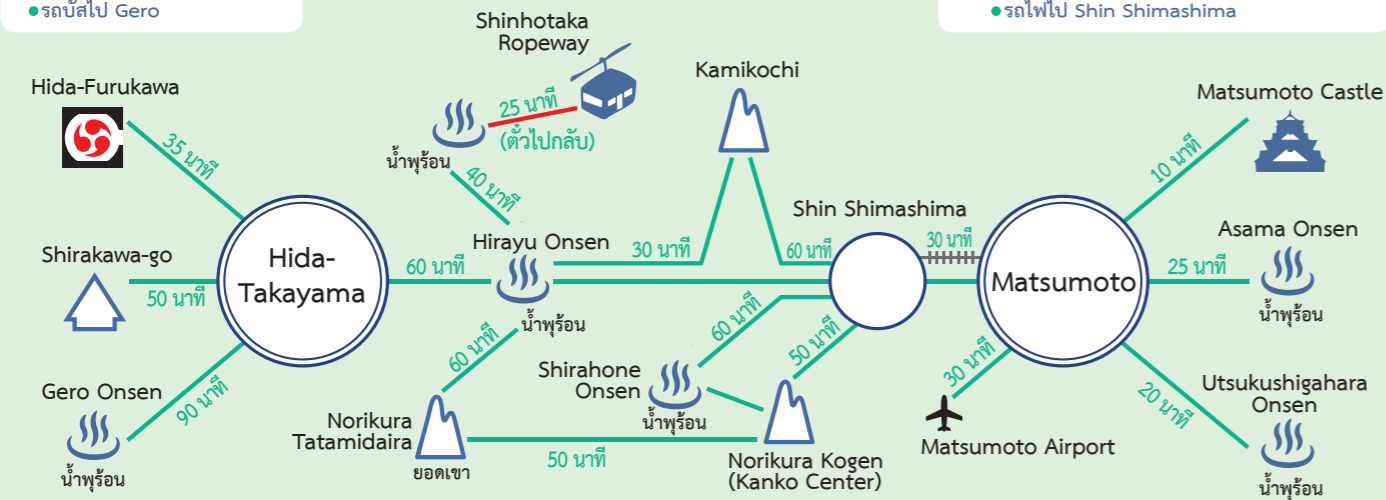 •รถบัสไป Gero
•รถไฟไป Shin Shimashima
Shinhotaka
Ropeway
Kamikochi
Hida-Furukawa
Matsumoto Castle
25 นาที
(ตั๋วไปกลับ)
น้ำพุร้อน
35 นาที
40 นาที
10 นาที
Shin Shimashima
Shirakawa-go
Hida-
Takayama
Hirayu Onsen
30 นาที
60 นาที
30 นาที
Asama Onsen
60 นาที
50 นาที
Matsumoto
25 นาที
น้ำพุร้อน
น้ำพุร้อน
60 นาที
60 นาที
50 นาที
30 นาที
Gero Onsen
90 นาที
Shirahone
Onsen
น้ำพุร้อน
20 นาที
Utsukushigahara
Onsen
น้ำพุร้อน
Norikura
Tatamidaira
ยอดเขา
50 นาที
Norikura Kogen
(Kanko Center)
Matsumoto Airport
น้ำพุร้อน